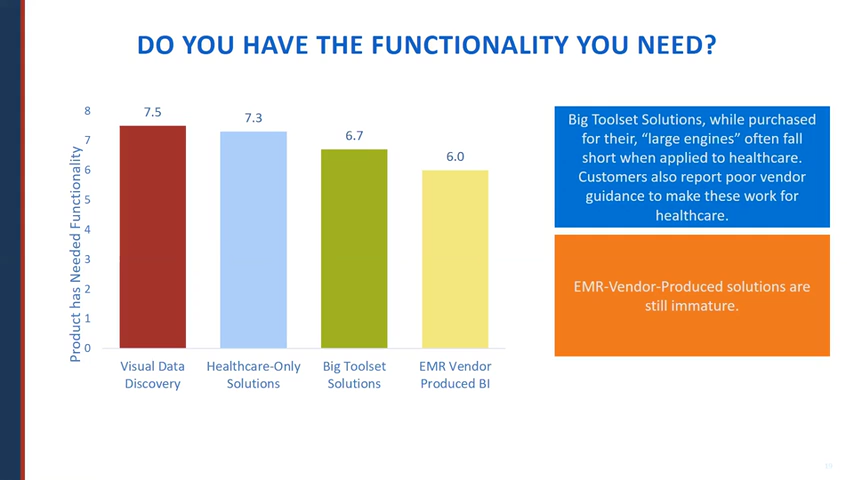 DO YOU HAVE THE FUNCTIONALITY YOU NEED?
Product has Needed Functionality
8
7
6
5
4
3
2
1
0
7.5
7.3
6.7
6.0
Visual Data
Discovery
Healthcare-Only
Solutions
Big Toolset
Solutions
EMR Vendor
Produced BI
Big Toolset Solutions, while purchased
for their, “large engines” often fall
short when applied to healthcare.
Customers also report poor vendor
guidance to make these work for
healthcare.
EMR-Vendor-Produced solutions are
still immature.